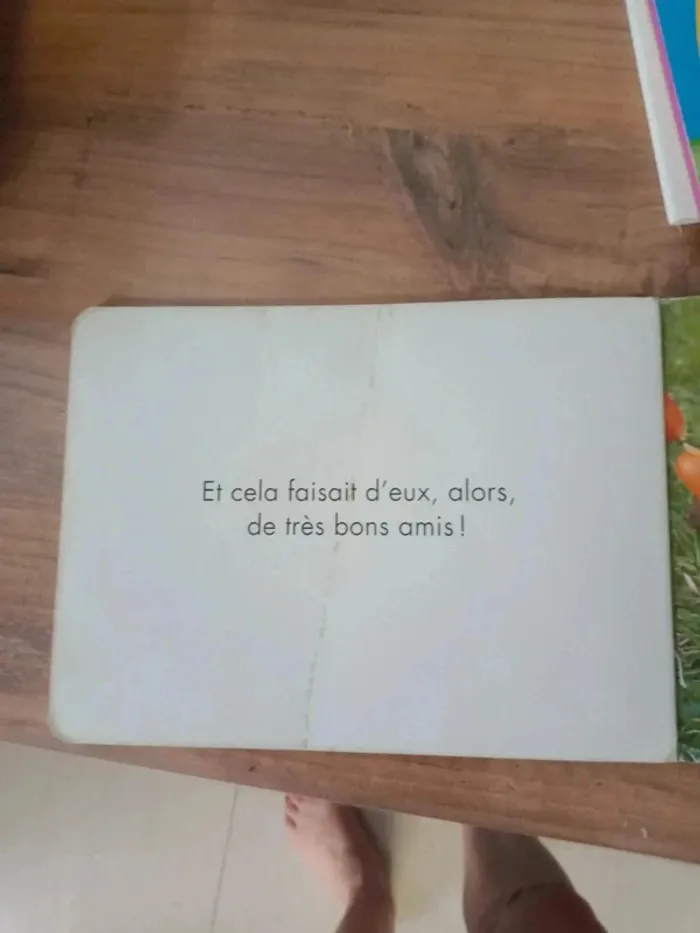 Et cela faisait d'eux, alors,
de très bons amis !